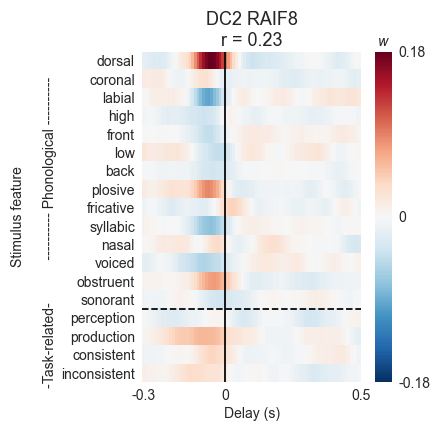 DC2 RAIF8
r = 0.23
w
dorsal
coronal
labial
high
front
low
back
plosive
fricative
syllabic
nasal
voiced
obstruent
sonorant
perception
production
consistent
inconsistent
Stimulus feature
-Task-related- ---------- Phonological ----------
0.18
0
-0.18
-0.3 0 0.5
Delay (s)